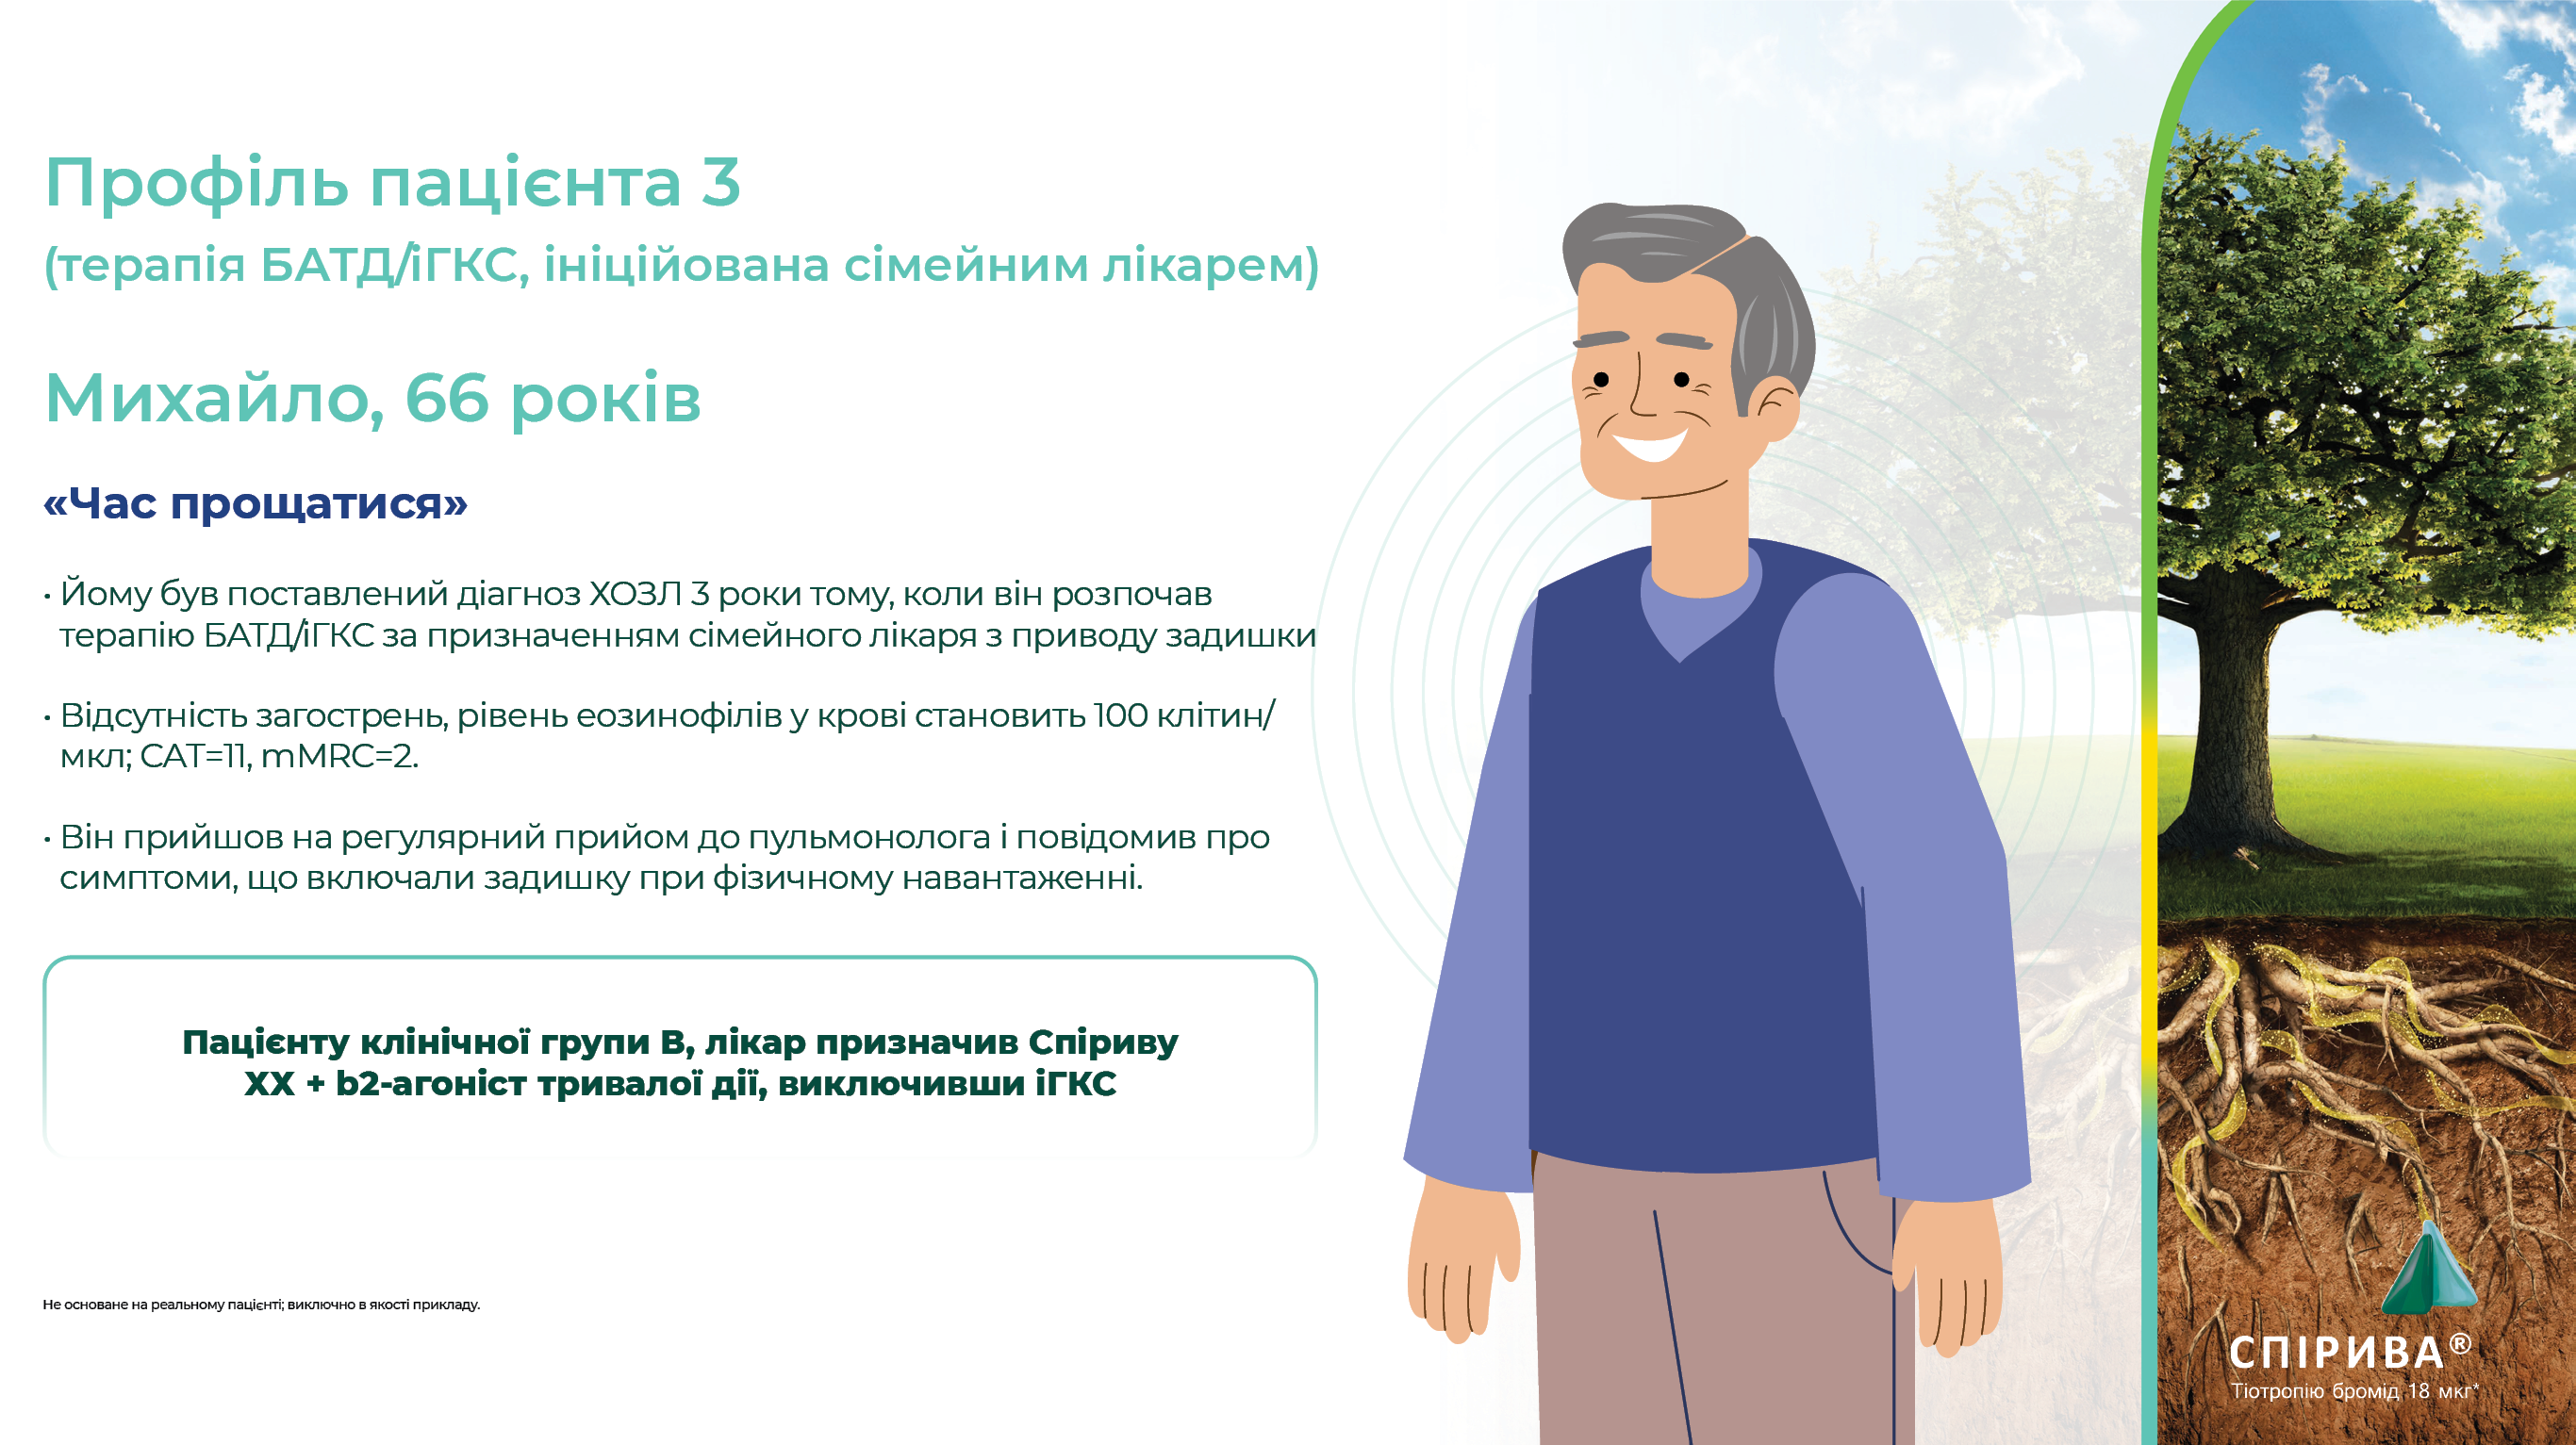 Профіль пацієнта 3
(терапія БАТД/іГКС, ініційована сімейним лікарем)
Михайло, 66 років
«Час прощатися»
· Йому був поставлений діагноз ХОЗЛ 3 роки тому, коли він розпочав
терапію БАТД/іГКС за призначенням сімейного лікаря з приводу задишки
· Відсутність загострень, рівень еозинофілів у крові становить 100 клітин/
мкл; CAT=11, mMRC=2.
· Він прийшов на регулярний прийом до пульмонолога і повідомив про
симптоми, що включали задишку при фізичному навантаженні.
Пацієнту клінічної групи В, лікар призначив Спіриву
ХХ + b2-агоніст тривалої дії, виключивши іГКС
Не основане на реальному пацієнті; виключно в якості прикладу.
СПІРИВА®
Тіотропію бромід 18 мкг*